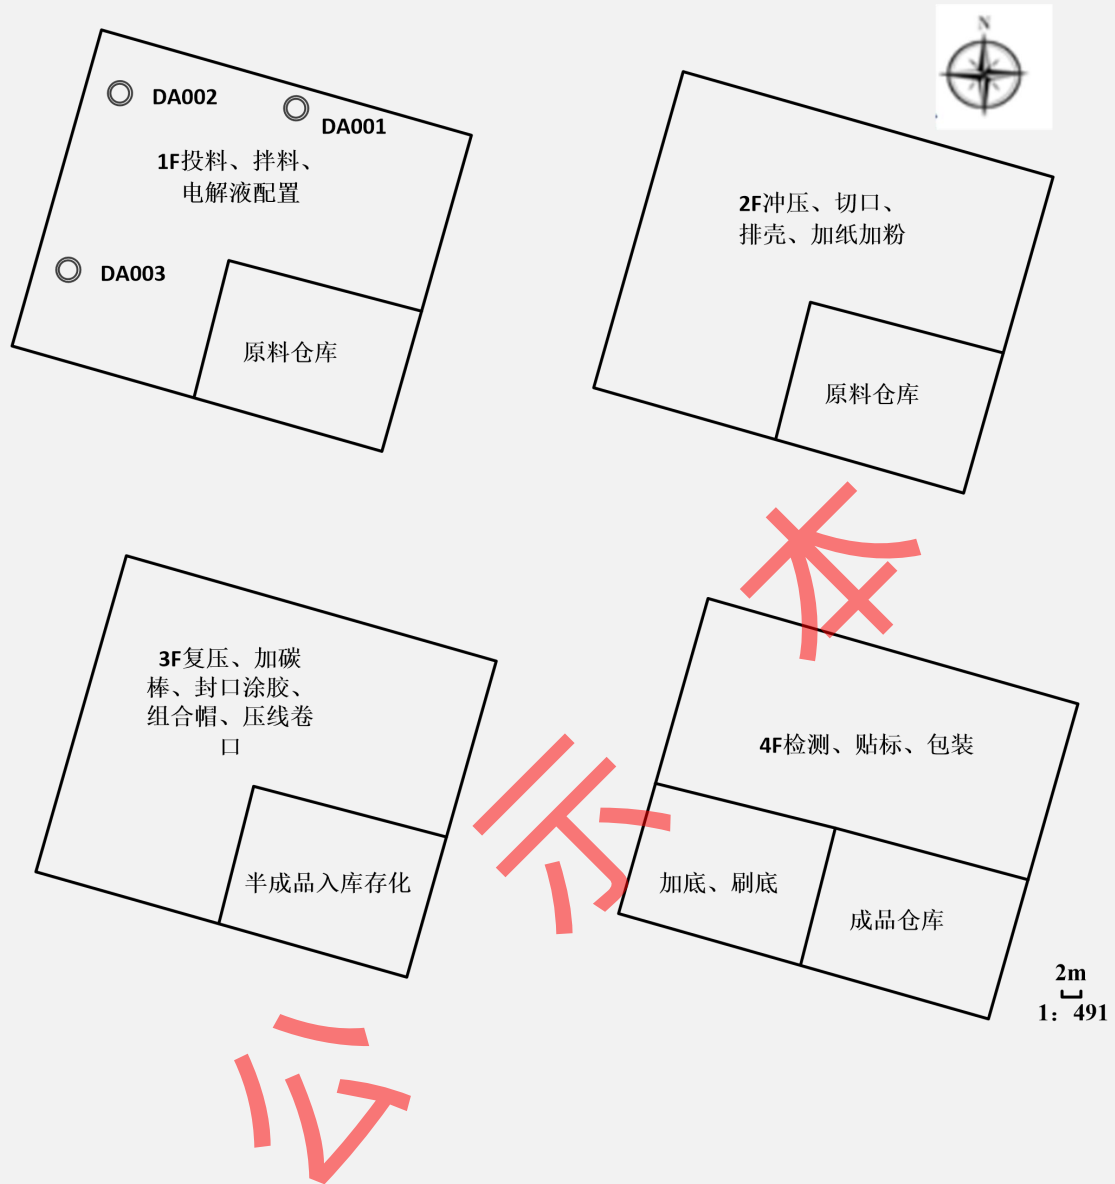 N
DA002
DA001
1F投料、拌料、
电解液配置
DA003
原料仓库
2F冲压、切口、
排壳、加纸加粉
原料仓库
3F复压、加碳
棒、封口涂胶、
组合帽、压线卷
口
半成品入库存化
4F检测、贴标、包装
加底、刷底
成品仓库
2m
1：491
公示本